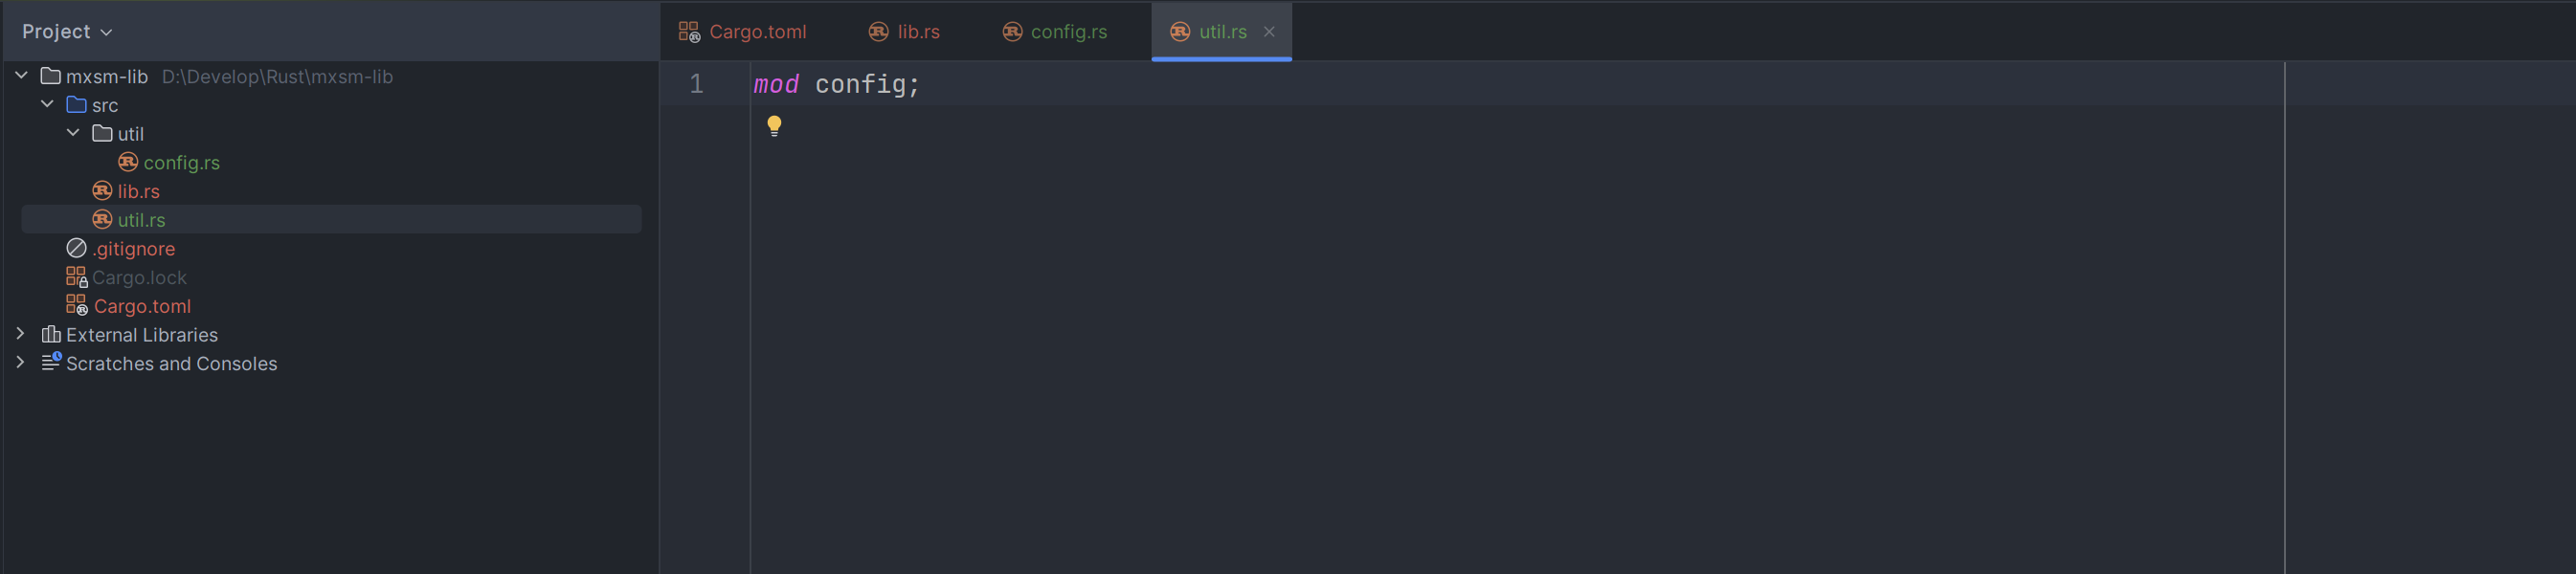 Project
Cargo.toml
lib.rs
config.rs
util.rs
mxsm-lib D:\Develop\Rust\mxsm-lib
src
util
config.rs
lib.rs
util.rs
.gitignore
Cargo.lock
Cargo.toml
External Libraries
Scratches and Consoles
1 mod config;